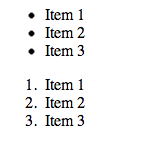 • Item 1
• Item 2
• Item 3
1. Item 1
2. Item 2
3. Item 3